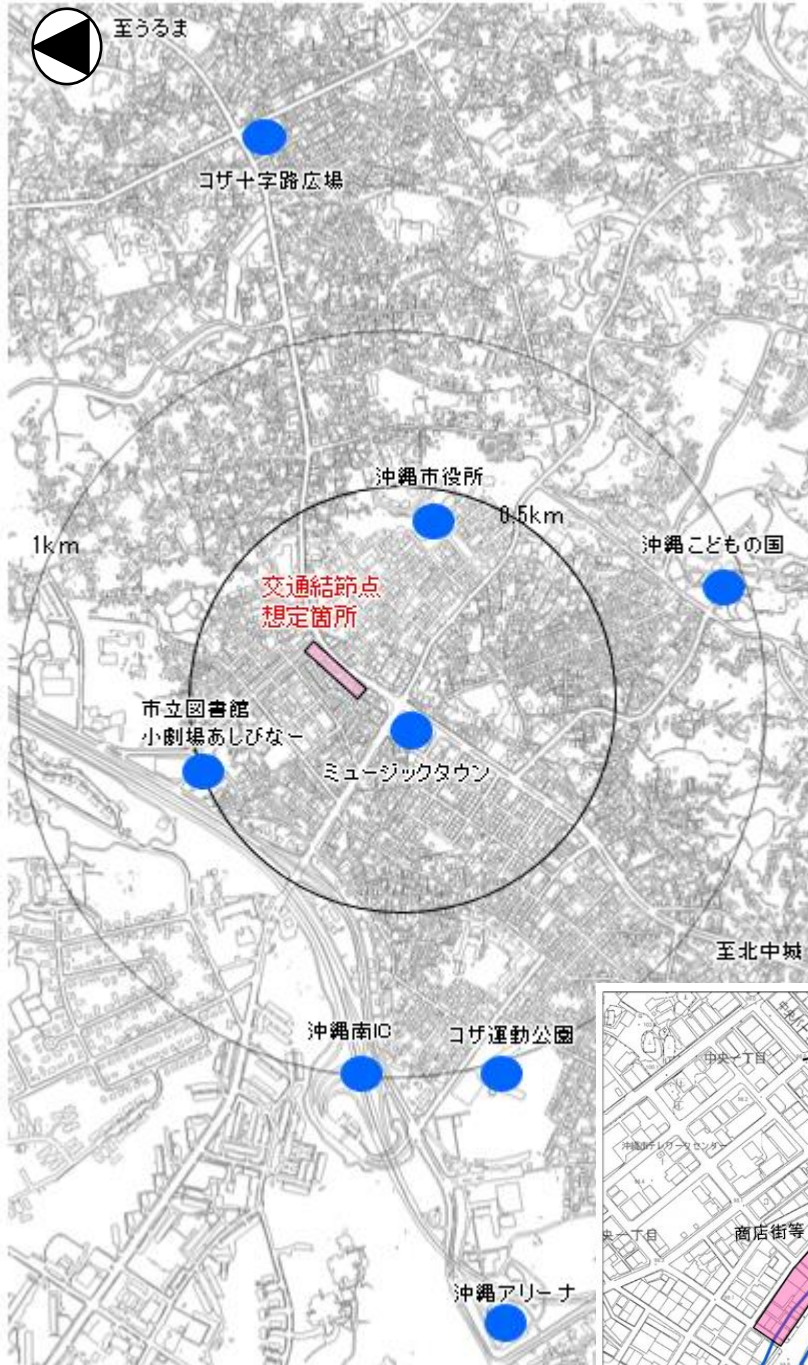 至うるま
コザ十字路広場
沖縄市役所
0.5km
1km
沖縄こどもの国
交通結節点
想定箇所
市立図書館
小劇場あしびなー
ミュージックタウン
至北中城
沖縄南IC
コザ運動公園
中央一丁目
沖縄市テレワークセンター
央一丁目
商店街等
沖縄アリーナ